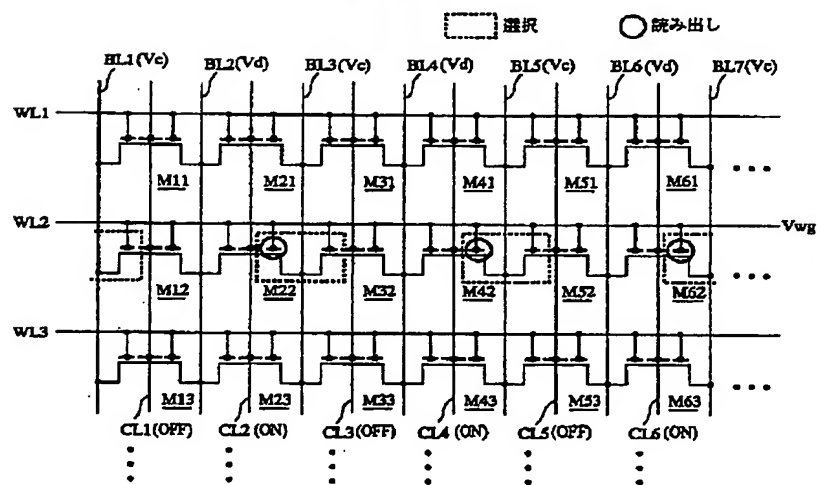 選択 読み出し
BL1(Vc) BL2(Vd) BL3(Vc) BL4(Vd) BL5(Vc) BL6(Vd) BL7(Vc)
WL1
M11 M21 M31 M41 M51 M61
WL2 Vwg
M12 M22 M32 M42 M52 M62
WL3
M13 M23 M33 M43 M53 M63
CL1(OFF) CL2(ON) CL3(OFF) CL4(ON) CL5(OFF) CL6(ON)